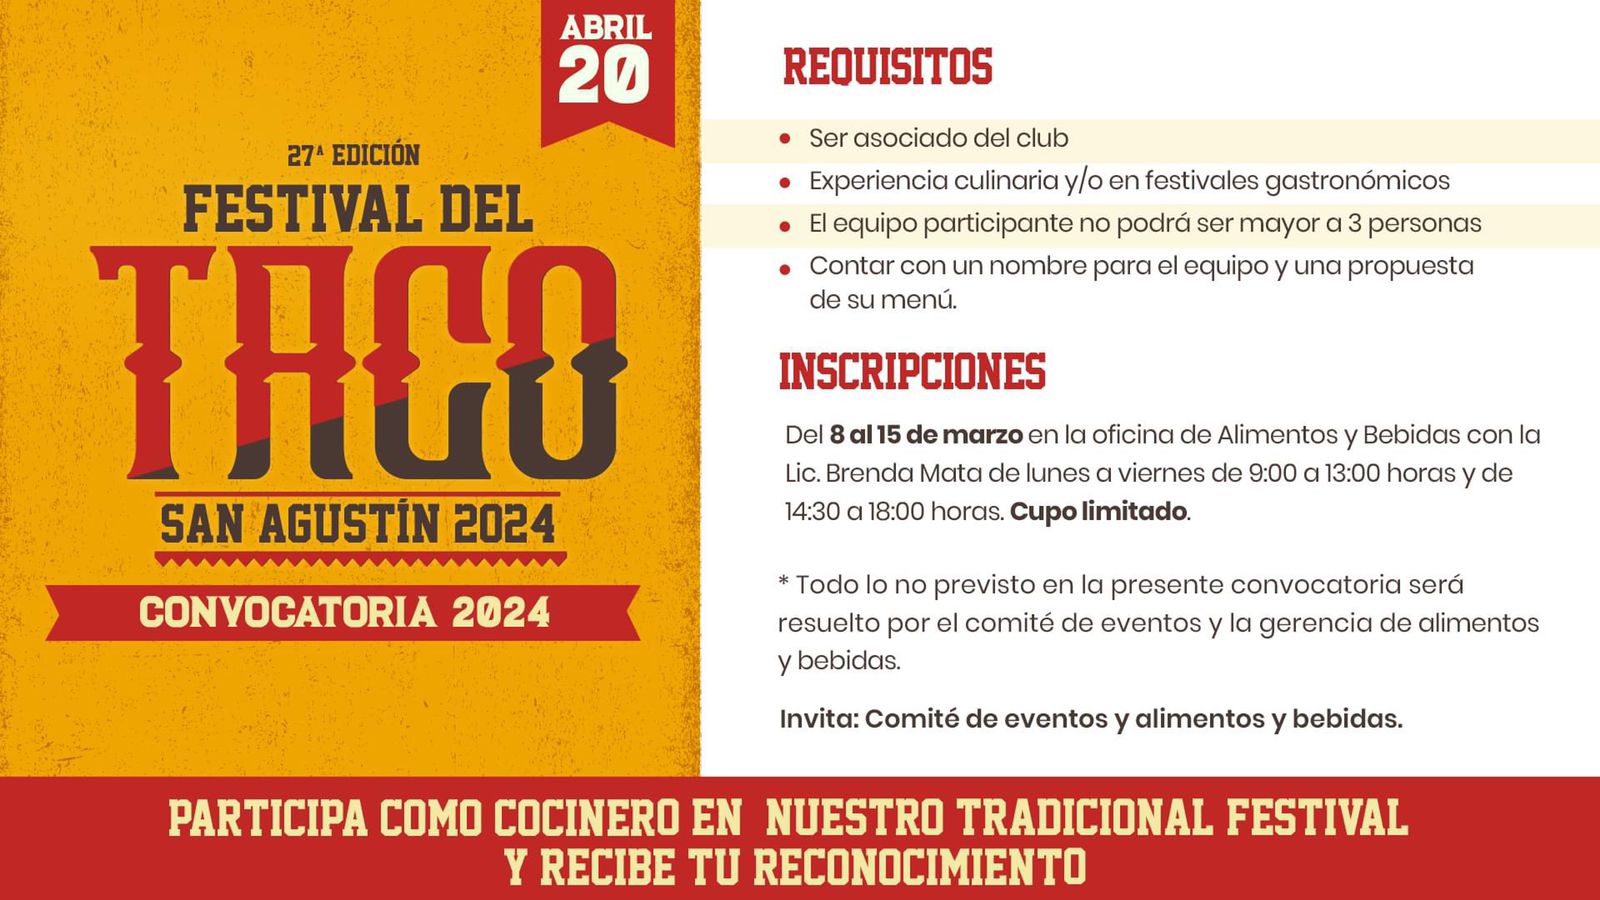 ABRIL
20
27ᴬ EDICIÓN
FESTIVAL DEL
TACO
SAN AGUSTÍN 2024
CONVOCATORIA 2024
REQUISITOS
• Ser asociado del club
• Experiencia culinaria y/o en festivales gastronómicos
• El equipo participante no podrá ser mayor a 3 personas
• Contar con un nombre para el equipo y una propuesta
de su menú.
INSCRIPCIONES
Del 8 al 15 de marzo en la oficina de Alimentos y Bebidas con la
Lic. Brenda Mata de lunes a viernes de 9:00 a 13:00 horas y de
14:30 a 18:00 horas. Cupo limitado.
* Todo lo no previsto en la presente convocatoria será
resuelto por el comité de eventos y la gerencia de alimentos
y bebidas.
Invita: Comité de eventos y alimentos y bebidas.
PARTICIPA COMO COCINERO EN NUESTRO TRADICIONAL FESTIVAL
Y RECIBE TU RECONOCIMIENTO